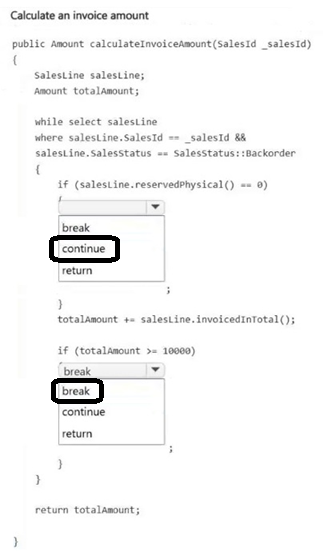 Calculate an invoice amount
public Amount calculateInvoiceAmount(SalesId _salesId)
{
SalesLine salesLine;
Amount totalAmount;
while select salesLine
where salesLine.SalesId == _salesId &&
salesLine.SalesStatus == SalesStatus::Backorder
{
if (salesLine.reservedPhysical() == 0)
{
break
continue
return
;
}
totalAmount += salesLine.invoicedInTotal();
if (totalAmount >= 10000)
{
break
break
continue
return
;
}
}
return totalAmount;
}